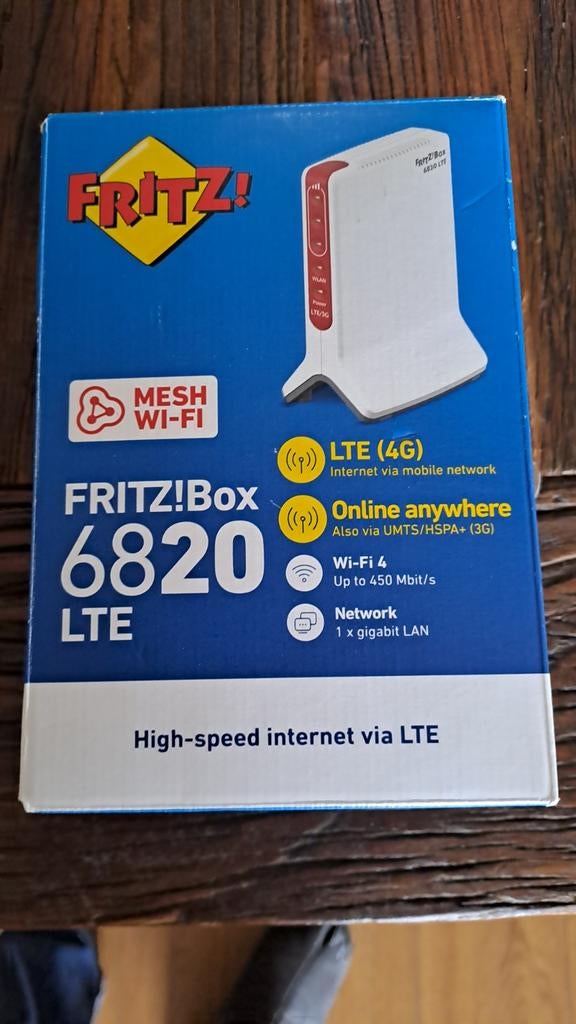 FRITZ!
FRITZ!Box
6820 LTE
WLAN
Power
LTE/3G
MESH
WI-FI
FRITZ!Box
6820
LTE
LTE (4G)
Internet via mobile network
Online anywhere
Also via UMTS/HSPA+ (3G)
Wi-Fi 4
Up to 450 Mbit/s
Network
1 x gigabit LAN
High-speed internet via LTE